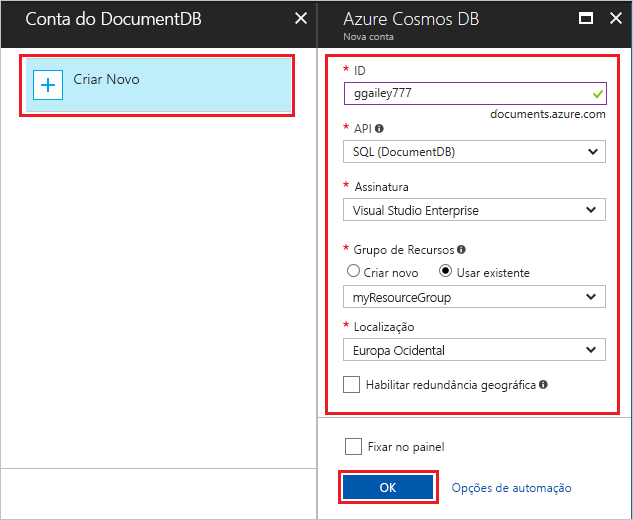 Conta do DocumentDB
Criar Novo
Azure Cosmos DB
Nova conta
* ID
ggailey777
documents.azure.com
* API
SQL (DocumentDB)
* Assinatura
Visual Studio Enterprise
* Grupo de Recursos
Criar novo Usar existente
myResourceGroup
* Localização
Europa Ocidental
Habilitar redundância geográfica
Fixar no painel
OK Opções de automação